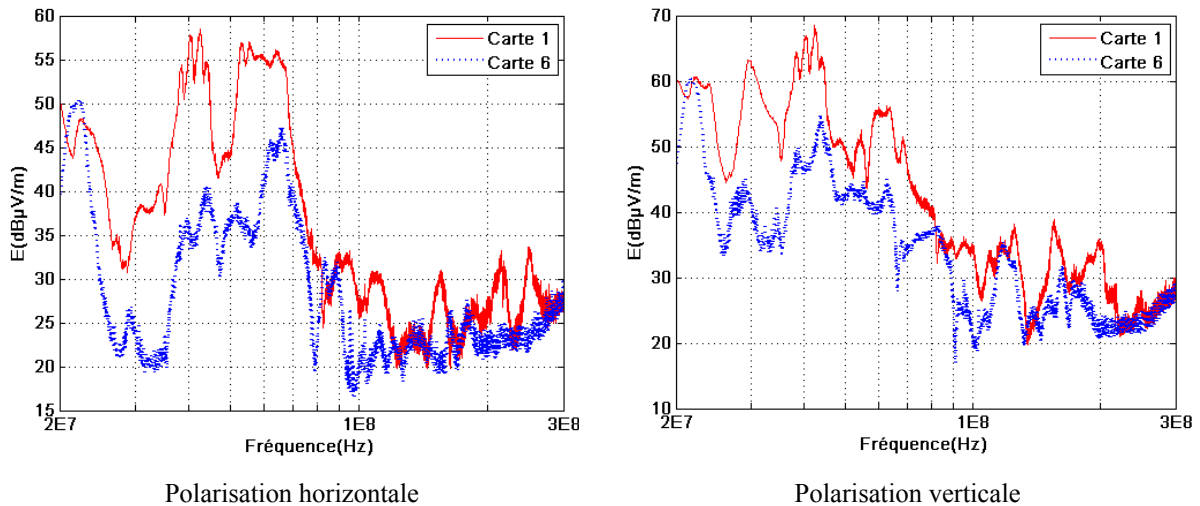 60
55
50
45
40
35
30
25
20
15
E(dBµV/m)
2E7
1E8
3E8
Fréquence(Hz)
Carte 1
Carte 6
Polarisation horizontale
70
60
50
40
30
20
10
E(dBµV/m)
2E7
1E8
3E8
Fréquence(Hz)
Carte 1
Carte 6
Polarisation verticale